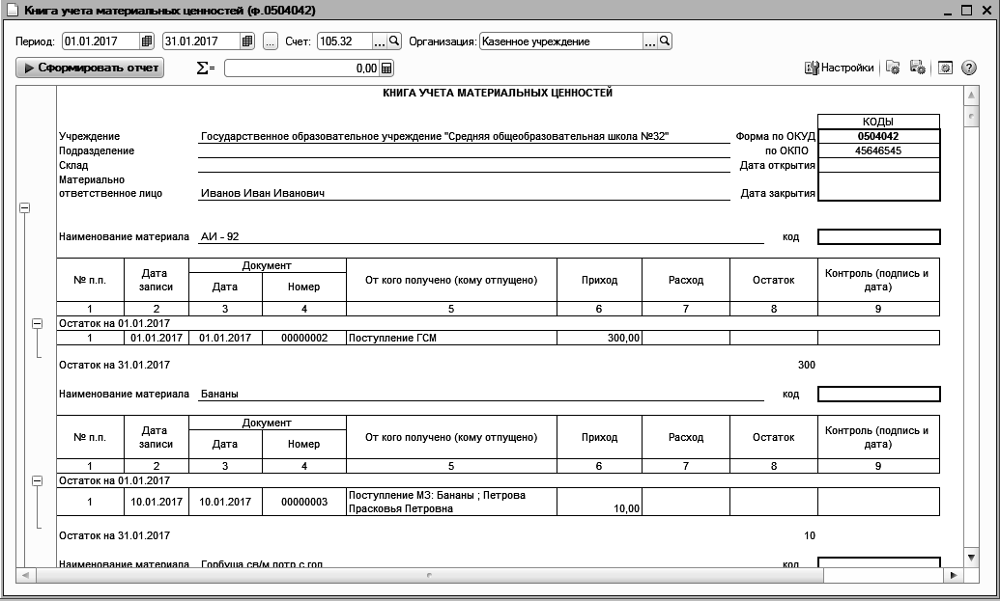 Книга учета материальных ценностей (ф.0504042)
Период: 01.01.2017 31.01.2017 ... Счет: 105.32 ... Организация: Казенное учреждение ...
Сформировать отчет Σ= 0,00 Настройки ?
КНИГА УЧЕТА МАТЕРИАЛЬНЫХ ЦЕННОСТЕЙ
КОДЫ
Учреждение Государственное образовательное учреждение "Средняя общеобразовательная школа №32" Форма по ОКУД 0504042
Подразделение по ОКПО 45646545
Склад Дата открытия
Материально
ответственное лицо Иванов Иван Иванович Дата закрытия
Наименование материала АИ - 92 код
№ п.п. Дата записи Документ От кого получено (кому отпущено) Приход Расход Остаток Контроль (подпись и дата)
Дата Номер
1 2 3 4 5 6 7 8 9
Остаток на 01.01.2017
1 01.01.2017 01.01.2017 00000002 Поступление ГСМ 300,00
Остаток на 31.01.2017 300
Наименование материала Бананы код
№ п.п. Дата записи Документ От кого получено (кому отпущено) Приход Расход Остаток Контроль (подпись и дата)
Дата Номер
1 2 3 4 5 6 7 8 9
Остаток на 01.01.2017
1 10.01.2017 10.01.2017 00000003 Поступление МЗ: Бананы ; Петрова
Прасковья Петровна 10,00
Остаток на 31.01.2017 10
Наименование материала Горбуша св/м потр с гол код